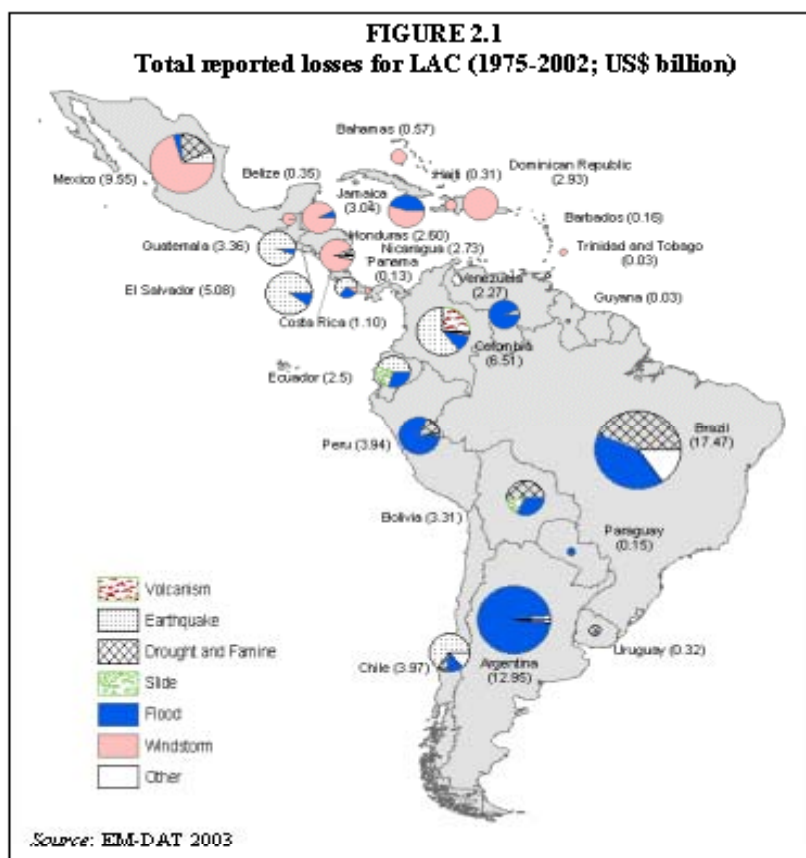 FIGURE 2.1
Total reported losses for LAC (1975-2002; US$ billion)
Bahamas (0.57)
Mexico (9.55)
Belize (0.35)
Haiti (0.31)
Dominican Republic
(2.93)
Jamaica
(3.04)
Barbados (0.16)
Guatemala (3.36)
Honduras (2.60)
Nicaragua (2.73)
Trinidad and Tobago
(0.03)
Panama
(0.13)
El Salvador (5.08)
Venezuela
(2.27)
Guyana (0.03)
Costa Rica (1.10)
Colombia
(6.51)
Ecuador (2.5)
Brazil
(17.47)
Peru (3.94)
Bolivia (3.31)
Paraguay
(0.15)
Uruguay (0.32)
Chile (3.97)
Argentina
(12.95)
Volcanism
Earthquake
Drought and Famine
Slide
Flood
Windstorm
Other
Source: EM-DAT 2003